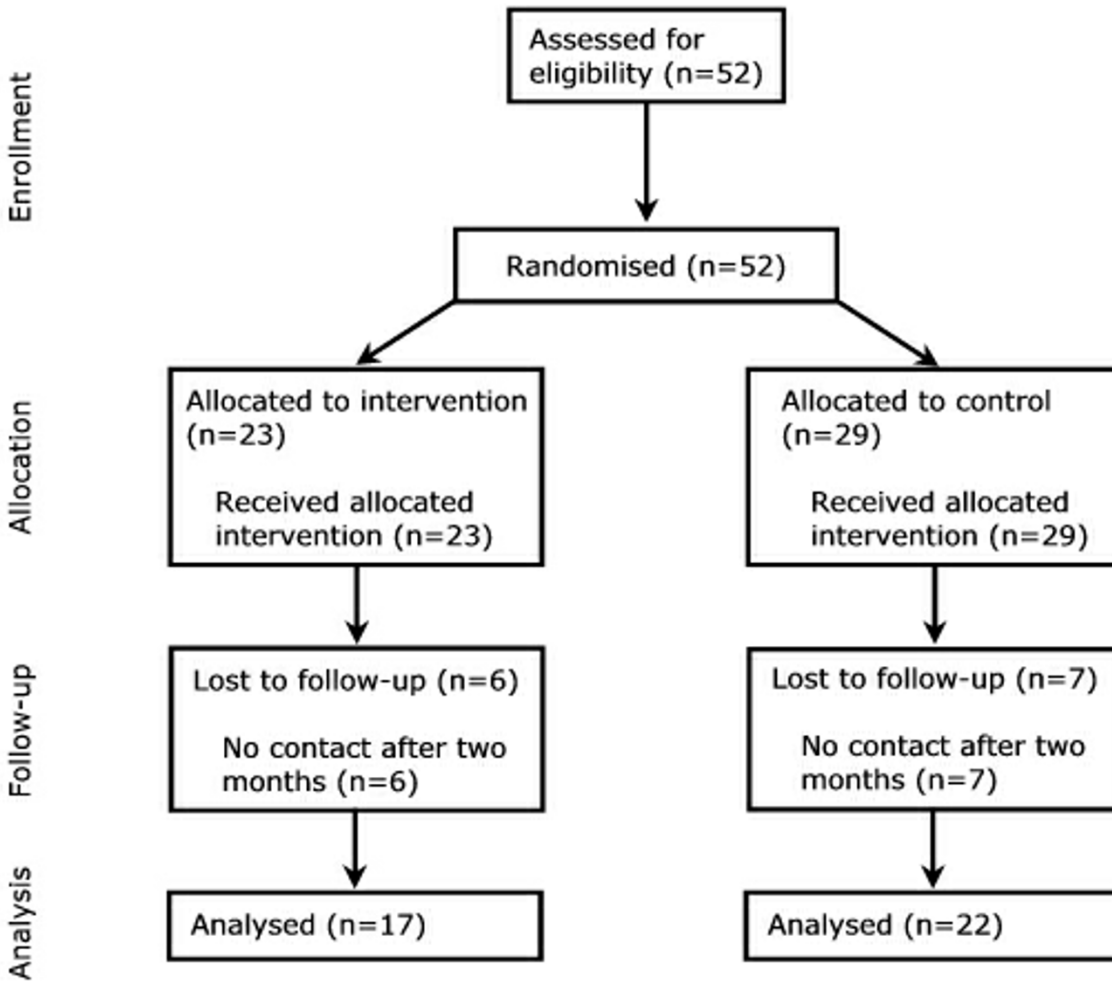 Enrollment
Assessed for
eligibility (n=52)
Randomised (n=52)
Allocation
Allocated to intervention
(n=23)
Received allocated
intervention (n=23)
Allocated to control
(n=29)
Received allocated
intervention (n=29)
Follow-up
Lost to follow-up (n=6)
No contact after two
months (n=6)
Lost to follow-up (n=7)
No contact after two
months (n=7)
Analysis
Analysed (n=17)
Analysed (n=22)